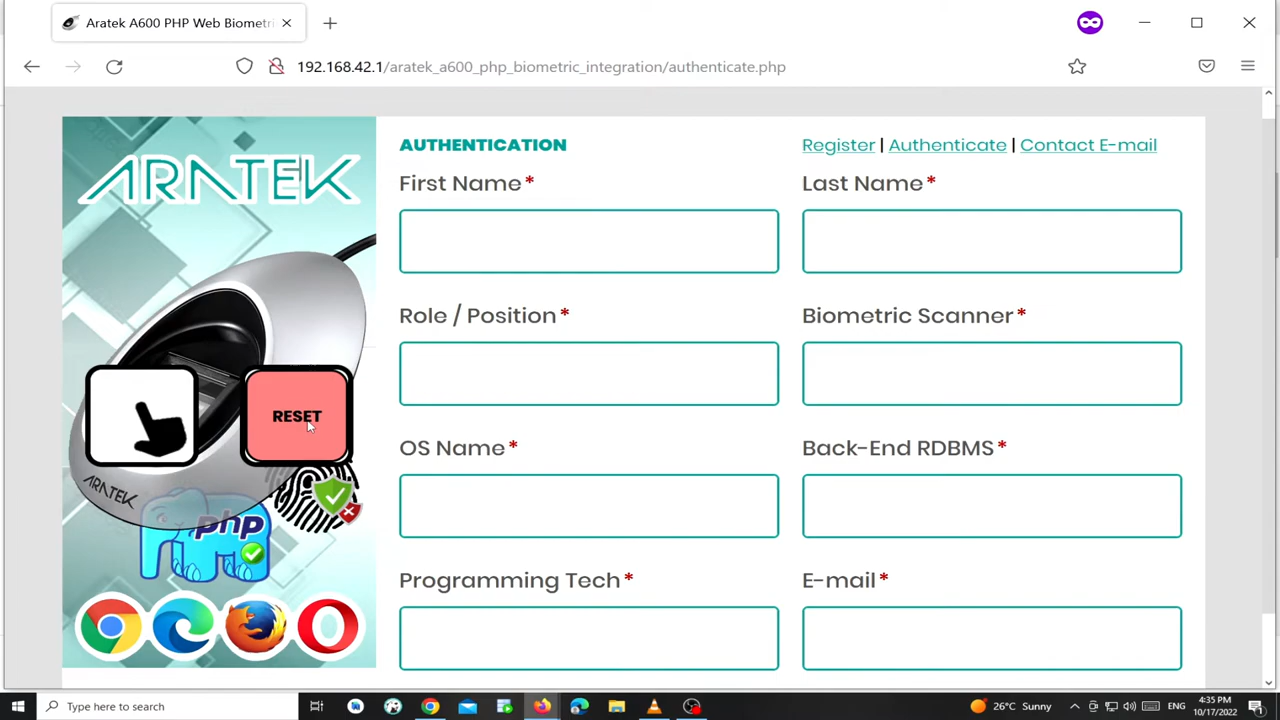 Aratek A600 PHP Web Biometri
192.168.42.1/aratek_a600_php_biometric_integration/authenticate.php
ARATEK
AUTHENTICATION
Register | Authenticate | Contact E-mail
First Name *
Last Name *
Role / Position *
Biometric Scanner *
RESET
OS Name *
Back-End RDBMS *
ARATEK
php
Programming Tech *
E-mail *
Type here to search
26°C Sunny
ENG
4:35 PM
10/17/2022
1